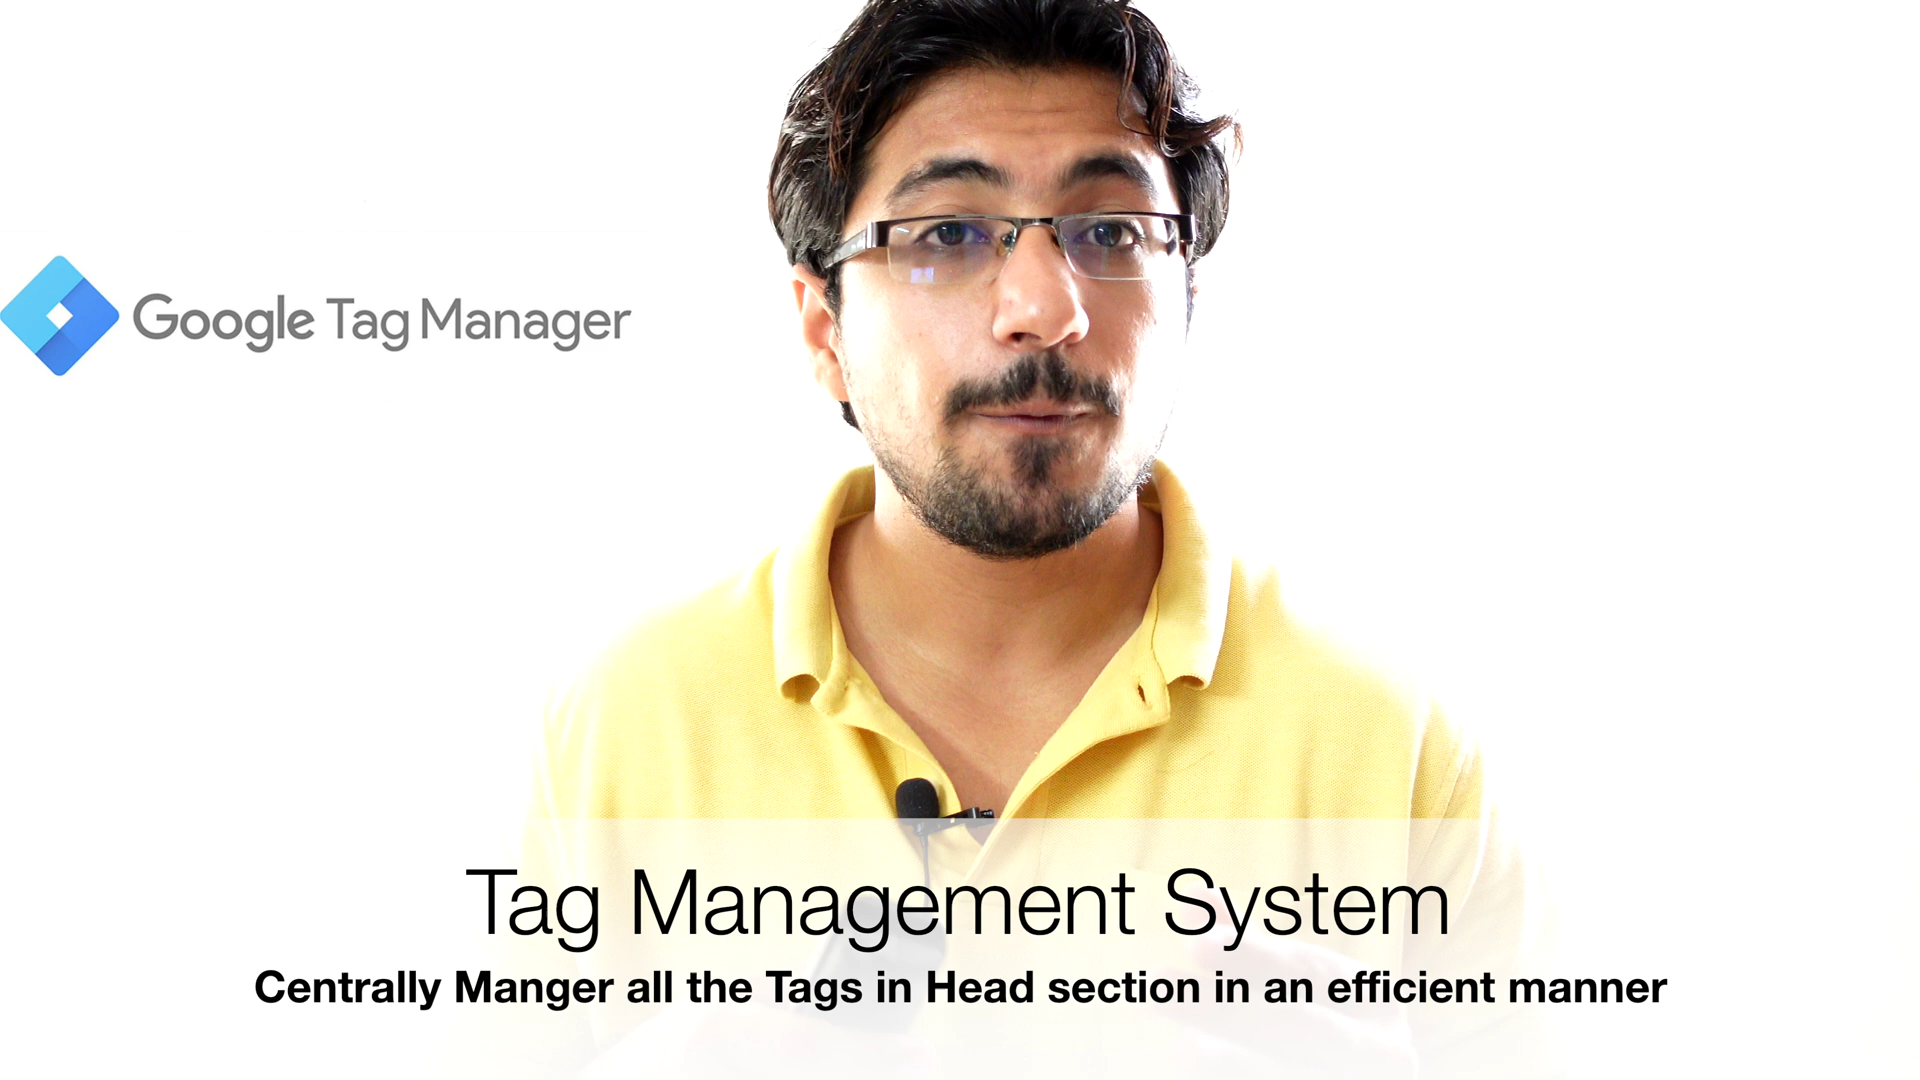 Google Tag Manager
Tag Management System
Centrally Manger all the Tags in Head section in an efficient manner